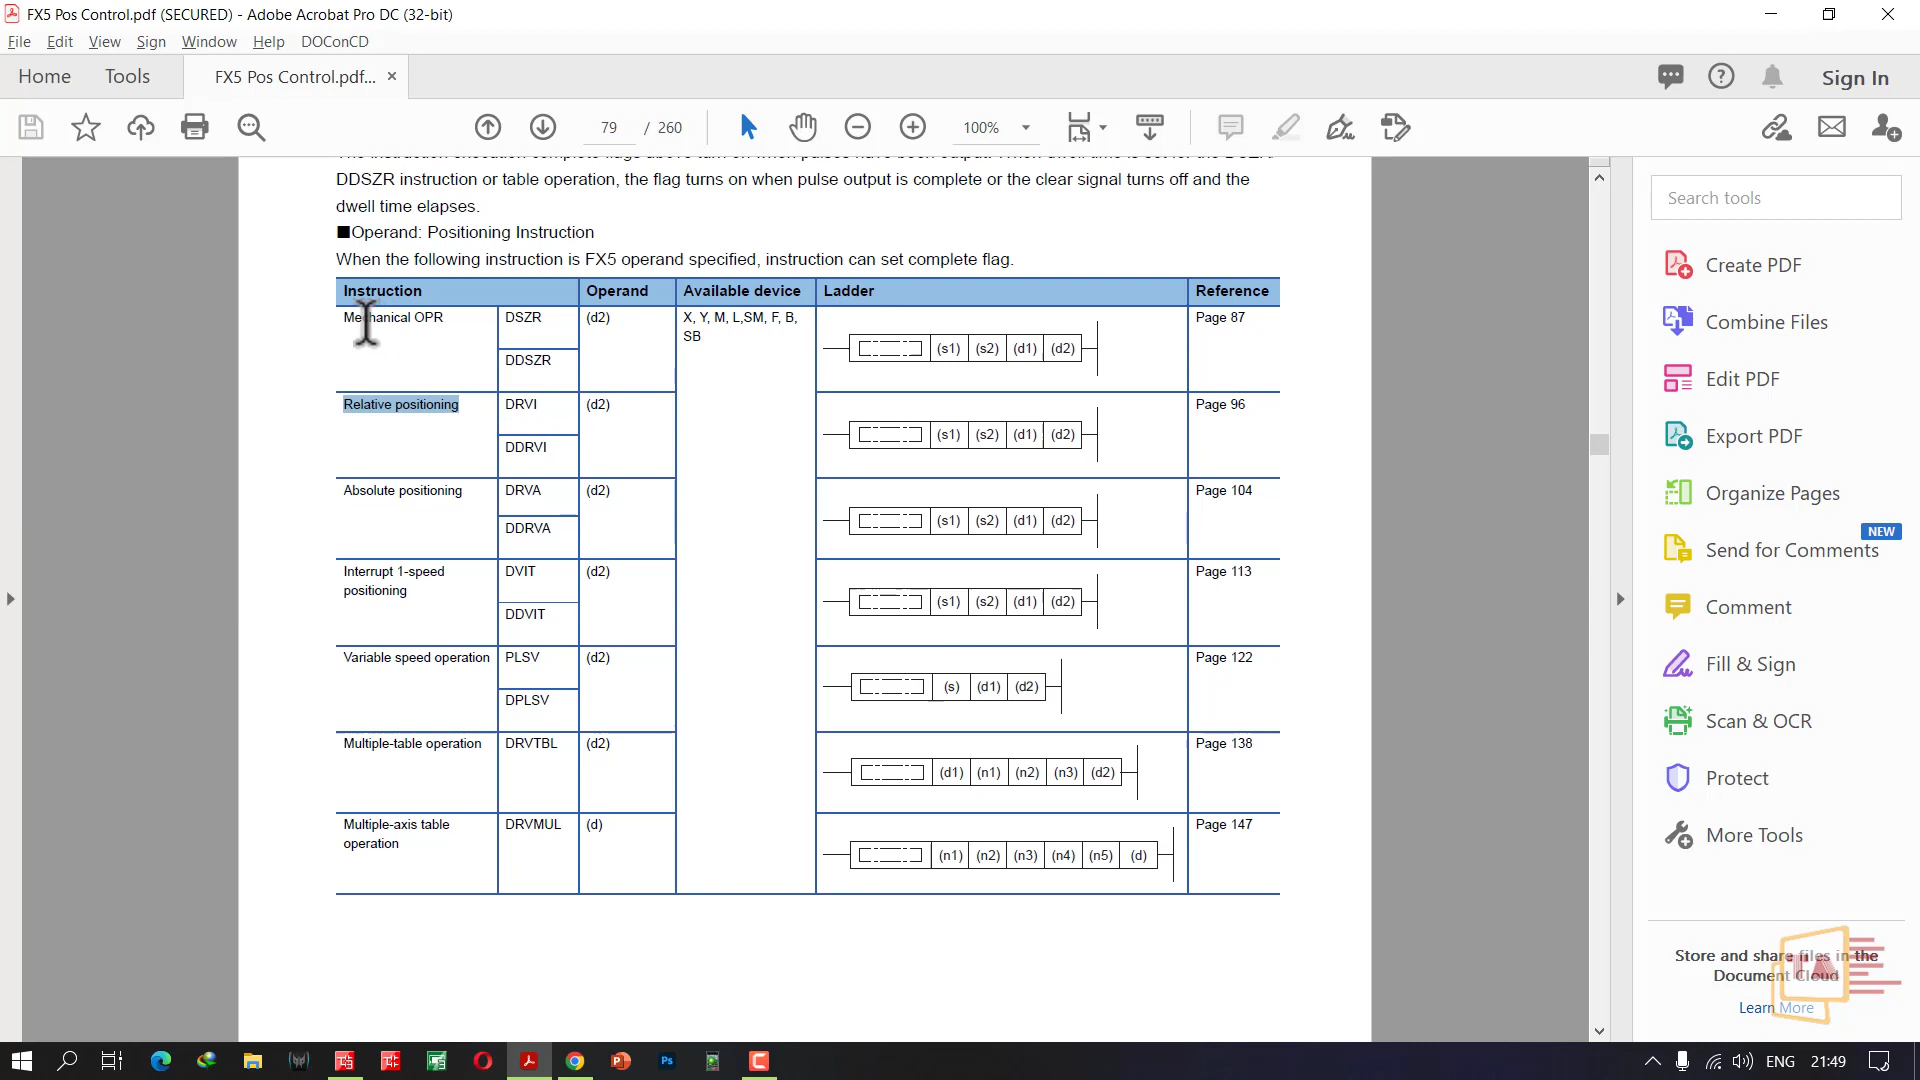 FX5 Pos Control.pdf (SECURED) - Adobe Acrobat Pro DC (32-bit)
File Edit View Sign Window Help DOConCD
Home Tools FX5 Pos Control.pdf... × Sign In
79 / 260 100%
DDSZR instruction or table operation, the flag turns on when pulse output is complete or the clear signal turns off and the
dwell time elapses.
■Operand: Positioning Instruction
When the following instruction is FX5 operand specified, instruction can set complete flag.
Instruction Operand Available device Ladder Reference
Mechanical OPR DSZR (d2) X, Y, M, L,SM, F, B, Page 87
SB
(s1) (s2) (d1) (d2)
DDSZR
Relative positioning DRVI (d2) Page 96
(s1) (s2) (d1) (d2)
DDRVI
Absolute positioning DRVA (d2) Page 104
(s1) (s2) (d1) (d2)
DDRVA
Interrupt 1-speed DVIT (d2) Page 113
positioning
(s1) (s2) (d1) (d2)
DDVIT
Variable speed operation PLSV (d2) Page 122
(s) (d1) (d2)
DPLSV
Multiple-table operation DRVTBL (d2) Page 138
(d1) (n1) (n2) (n3) (d2)
Multiple-axis table DRVMUL (d) Page 147
operation
(n1) (n2) (n3) (n4) (n5) (d)
Search tools
Create PDF
Combine Files
Edit PDF
Export PDF
Organize Pages
NEW
Send for Comments
Comment
Fill & Sign
Scan & OCR
Protect
More Tools
Store and share files in the
Document Cloud
Learn More
ENG 21:49